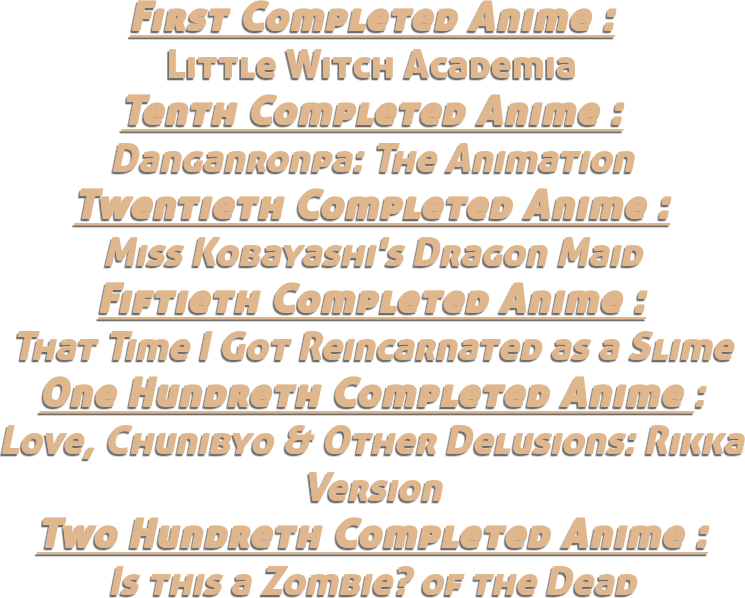 First Completed Anime :
Little Witch Academia
Tenth Completed Anime :
Danganronpa: The Animation
Twentieth Completed Anime :
Miss Kobayashi's Dragon Maid
Fiftieth Completed Anime :
That Time I Got Reincarnated as a Slime
One Hundreth Completed Anime :
Love, Chunibyo & Other Delusions: Rikka
Version
Two Hundreth Completed Anime :
Is this a Zombie? of the Dead